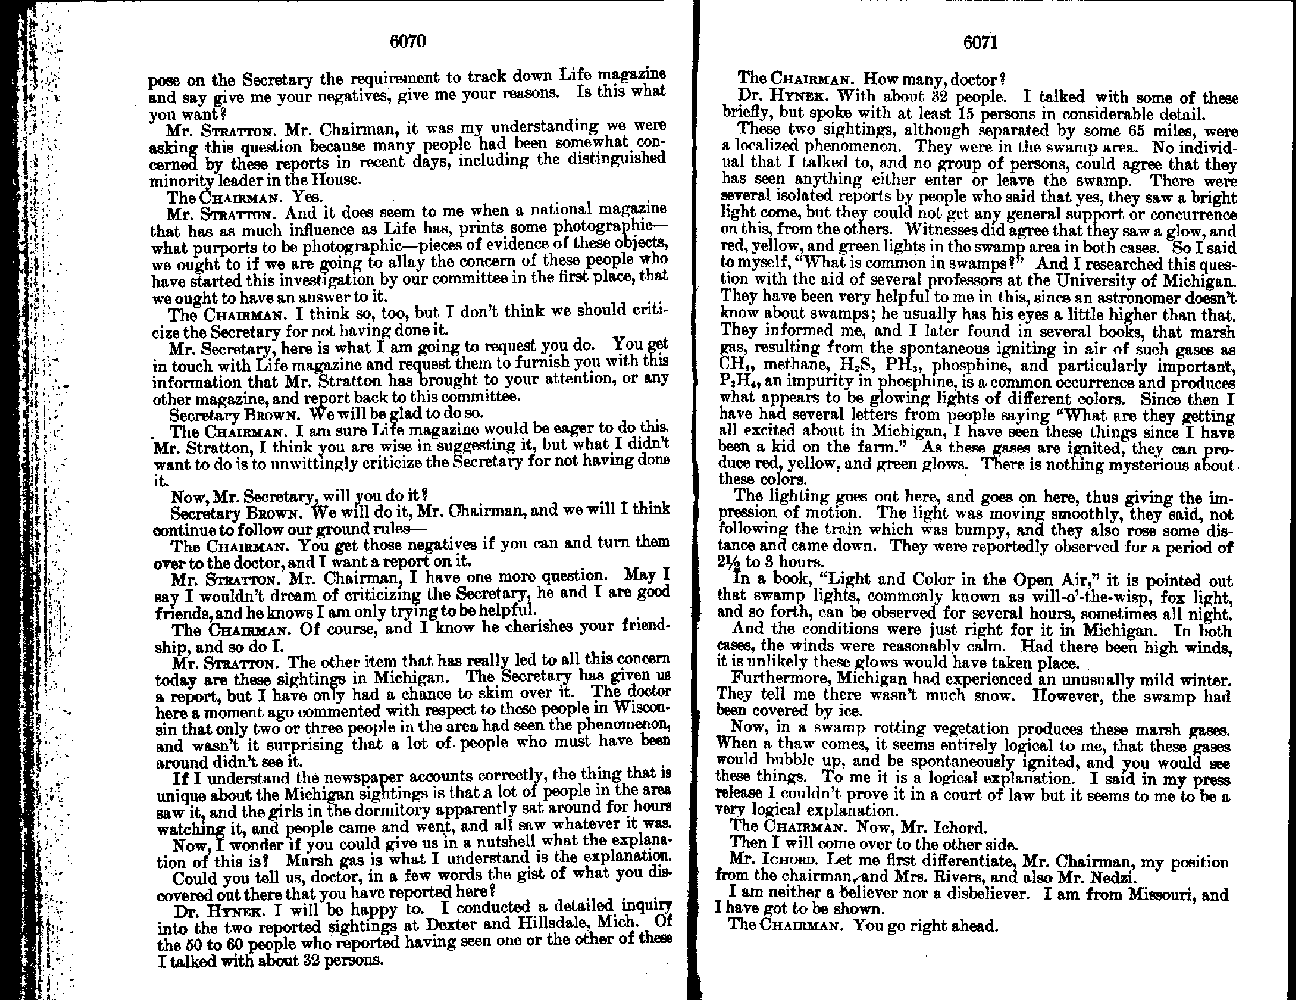 6070
pose on the Secretary the requirement to track down Life magazine
and say give me your negatives, give me your reasons. Is this what
you want?
Mr. STRATTON. Mr. Chairman, it was my understanding we were
asking this question because many people had been somewhat con-
cerned by these reports in recent days, including the distinguished
minority leader in the House.
The CHAIRMAN. Yes.
Mr. STRATTON. And it does seem to me when a national magazine
that has as much influence as Life has, prints some photographic—
what purports to be photographic—pieces of evidence of these objects,
we ought to if we are going to allay the concern of these people who
have started this investigation by our committee in the first place, that
we ought to have an answer to it.
The CHAIRMAN. I think so, too, but I don't think we should criti-
cize the Secretary for not having done it.
Mr. Secretary, here is what I am going to request you do. You get
in touch with Life magazine and request them to furnish you with this
information that Mr. Stratton has brought to your attention, or any
other magazine, and report back to this committee.
Secretary BROWN. We will be glad to do so.
The CHAIRMAN. I am sure Life magazine would be eager to do this.
Mr. Stratton, I think you are wise in suggesting it, but what I didn't
want to do is to unwittingly criticize the Secretary for not having done
it.
Now, Mr. Secretary, will you do it?
Secretary BROWN. We will do it, Mr. Chairman, and we will I think
continue to follow our ground rules—
The CHAIRMAN. You get those negatives if you can and turn them
over to the doctor, and I want a report on it.
Mr. STRATTON. Mr. Chairman, I have one more question. May I
say I wouldn't dream of criticizing the Secretary, he and I are good
friends, and he knows I am only trying to be helpful.
The CHAIRMAN. Of course, and I know he cherishes your friend-
ship, and so do I.
Mr. STRATTON. The other item that has really led to all this concern
today are these sightings in Michigan. The Secretary has given us
a report, but I have only had a chance to skim over it. The doctor
here a moment ago commented with respect to these people in Wiscon-
sin that only two or three people in the area had seen the phenomenon,
and wasn't it surprising that a lot of people who must have been
around didn't see it.
If I understand the newspaper accounts correctly, the thing that is
unique about the Michigan sightings is that a lot of people in the area
saw it, and the girls in the dormitory apparently sat around for hours
watching it, and people came and went, and all saw whatever it was.
Now, I wonder if you could give us in a nutshell what the explana-
tion of this is? Marsh gas is what I understand is the explanation.
Could you tell us, doctor, in a few words the gist of what you dis-
covered out there that you have reported here?
Dr. HYNEK. I will be happy to. I conducted a detailed inquiry
into the two reported sightings at Dexter and Hillsdale, Mich. Of
the 50 to 60 people who reported having seen one or the other of these
I talked with about 32 persons.
6071
The CHAIRMAN. How many, doctor?
Dr. HYNEK. With about 32 people. I talked with some of these
briefly, but spoke with at least 15 persons in considerable detail.
These two sightings, although separated by some 65 miles, were
a localized phenomenon. They were in the swamp area. No individ-
ual that I talked to, and no group of persons, could agree that they
has seen anything either enter or leave the swamp. There were
several isolated reports by people who said that yes, they saw a bright
light come, but they could not get any general support or concurrence
on this, from the others. Witnesses did agree that they saw a glow, and
red, yellow, and green lights in the swamp area in both cases. So I said
to myself, "What is common in swamps?" And I researched this ques-
tion with the aid of several professors at the University of Michigan.
They have been very helpful to me in this, since an astronomer doesn't
know about swamps; he usually has his eyes a little higher than that.
They informed me, and I later found in several books, that marsh
gas, resulting from the spontaneous igniting in air of such gases as
CH₄, methane, H₂S, PH₃, phosphine, and particularly important,
P₂H₄, an impurity in phosphine, is a common occurrence and produces
what appears to be glowing lights of different colors. Since then I
have had several letters from people saying "What are they getting
all excited about in Michigan, I have seen these things since I have
been a kid on the farm." As these gases are ignited, they can pro-
duce red, yellow, and green glows. There is nothing mysterious about
these colors.
The lighting goes out here, and goes on here, thus giving the im-
pression of motion. The light was moving smoothly, they said, not
following the train which was bumpy, and they also rose some dis-
tance and came down. They were reportedly observed for a period of
2½ to 3 hours.
In a book, "Light and Color in the Open Air," it is pointed out
that swamp lights, commonly known as will-o'-the-wisp, fox light,
and so forth, can be observed for several hours, sometimes all night.
And the conditions were just right for it in Michigan. In both
cases, the winds were reasonably calm. Had there been high winds,
it is unlikely these glows would have taken place.
Furthermore, Michigan had experienced an unusually mild winter.
They tell me there wasn't much snow. However, the swamp had
been covered by ice.
Now, in a swamp rotting vegetation produces these marsh gases.
When a thaw comes, it seems entirely logical to me, that these gases
would bubble up, and be spontaneously ignited, and you would see
these things. To me it is a logical explanation. I said in my press
release I couldn't prove it in a court of law but it seems to me to be a
very logical explanation.
The CHAIRMAN. Now, Mr. Ichord.
Then I will come over to the other side.
Mr. ICHORD. Let me first differentiate, Mr. Chairman, my position
from the chairman, and Mrs. Rivers, and also Mr. Nedzi.
I am neither a believer nor a disbeliever. I am from Missouri, and
I have got to be shown.
The CHAIRMAN. You go right ahead.